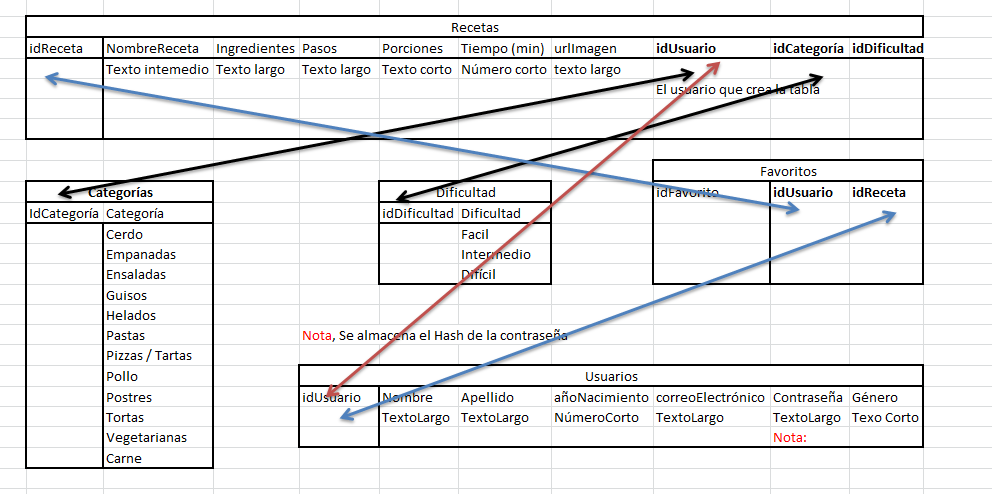 Recetas
idReceta NombreReceta Ingredientes Pasos Porciones Tiempo (min) urlImagen idUsuario idCategoría idDificultad
Texto intemedio Texto largo Texto largo Texto corto Número corto texto largo
El usuario que crea la tabla
Favoritos
Categorías Dificultad idFavorito idUsuario idReceta
IdCategoría Categoría idDificultad Dificultad
Cerdo Facil
Empanadas Intermedio
Ensaladas Difícil
Guisos
Helados
Pastas Nota, Se almacena el Hash de la contraseña
Pizzas / Tartas
Pollo Usuarios
Postres idUsuario Nombre Apellido añoNacimiento correoElectrónico Contraseña Género
Tortas TextoLargo TextoLargo NúmeroCorto TextoLargo TextoLargo Texo Corto
Vegetarianas Nota:
Carne